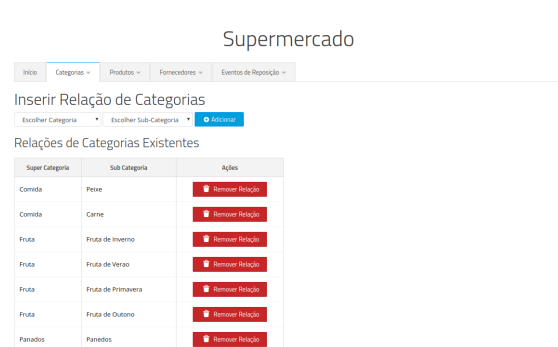 Supermercado
Início Categorias Produtos Fornecedores Eventos de Reposição
Inserir Relação de Categorias
Escolher Categoria Escolher Sub-Categoria Adicionar
Relações de Categorias Existentes
Super Categoria Sub Categoria Ações
Comida Peixe Remover Relação
Comida Carne Remover Relação
Fruta Fruta de Inverno Remover Relação
Fruta Fruta de Verao Remover Relação
Fruta Fruta de Primavera Remover Relação
Fruta Fruta de Outono Remover Relação
Panados Panedos Remover Relação